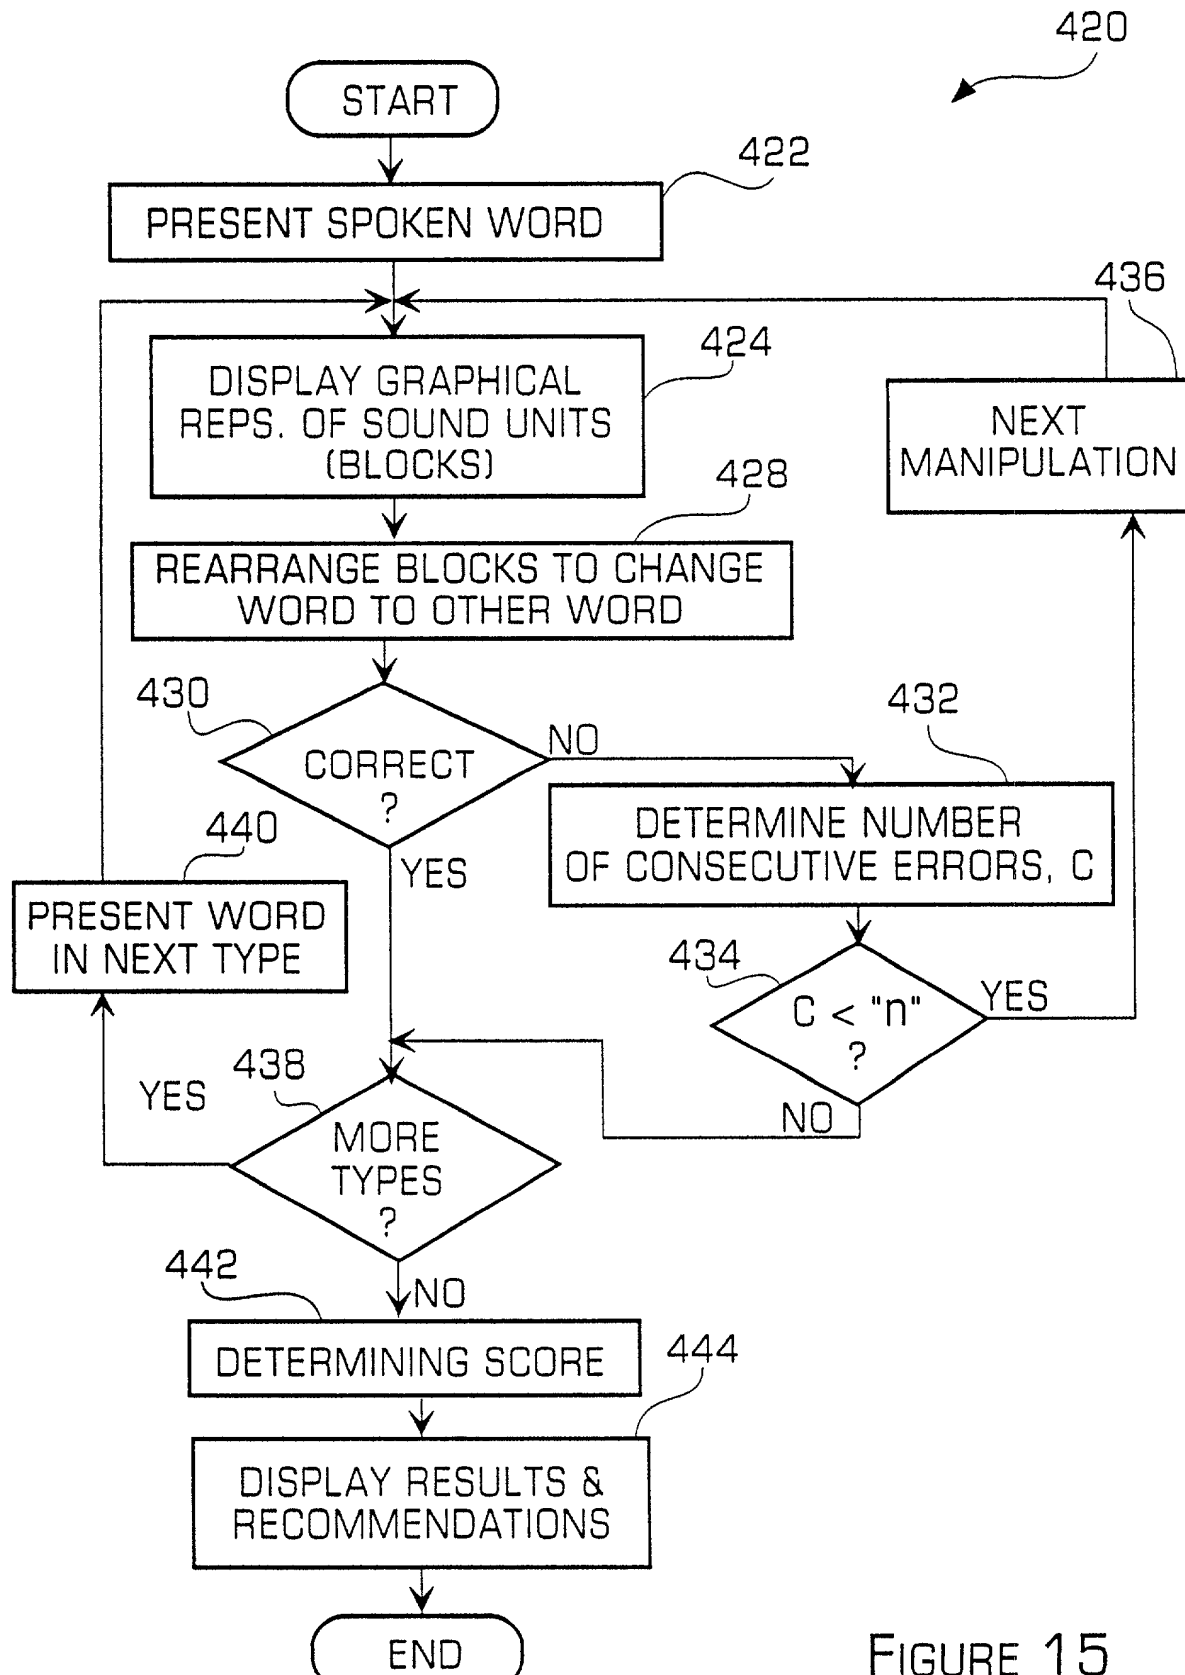 420
START
422
PRESENT SPOKEN WORD
436
424
DISPLAY GRAPHICAL
REPS. OF SOUND UNITS
(BLOCKS)
NEXT
MANIPULATION
428
REARRANGE BLOCKS TO CHANGE
WORD TO OTHER WORD
430
CORRECT
?
NO
432
DETERMINE NUMBER
OF CONSECUTIVE ERRORS, C
YES
440
PRESENT WORD
IN NEXT TYPE
434
C < "n"
?
YES
NO
438
YES
MORE
TYPES
?
442
NO
DETERMINING SCORE
444
DISPLAY RESULTS &
RECOMMENDATIONS
END
FIGURE 15